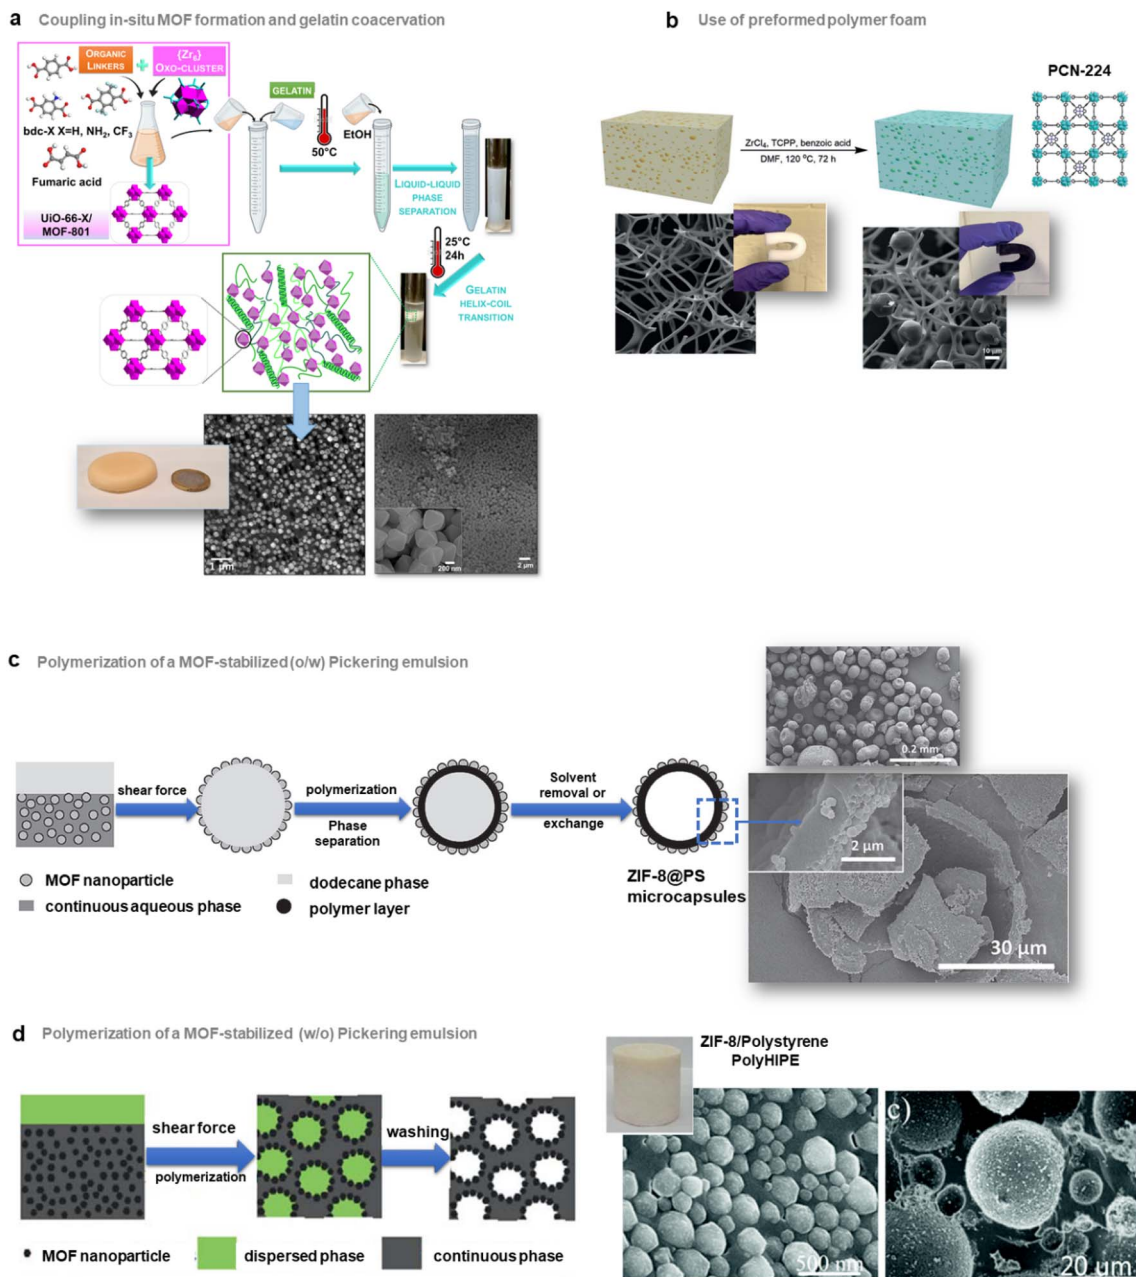 a Coupling in-situ MOF formation and gelatin coacervation
ORGANIC
LINKERS
+
{Zr6}
OXO-CLUSTER
bdc-X X=H, NH2, CF3
Fumaric acid
UiO-66-X/
MOF-801
GELATIN
50°C
EtOH
LIQUID-LIQUID
PHASE
SEPARATION
25°C
24h
GELATIN
HELIX-COIL
TRANSITION
1 μm
200 nm
2 μm
b Use of preformed polymer foam
PCN-224
ZrCl4, TCPP, benzoic acid
DMF, 120 °C, 72 h
10 μm
c Polymerization of a MOF-stabilized (o/w) Pickering emulsion
shear force
polymerization
Phase
separation
Solvent
removal or
exchange
MOF nanoparticle
continuous aqueous phase
dodecane phase
polymer layer
ZIF-8@PS
microcapsules
0.2 mm
2 μm
30 μm
d Polymerization of a MOF-stabilized (w/o) Pickering emulsion
shear force
polymerization
washing
MOF nanoparticle
dispersed phase
continuous phase
ZIF-8/Polystyrene
PolyHIPE
500 nm
c)
20 um